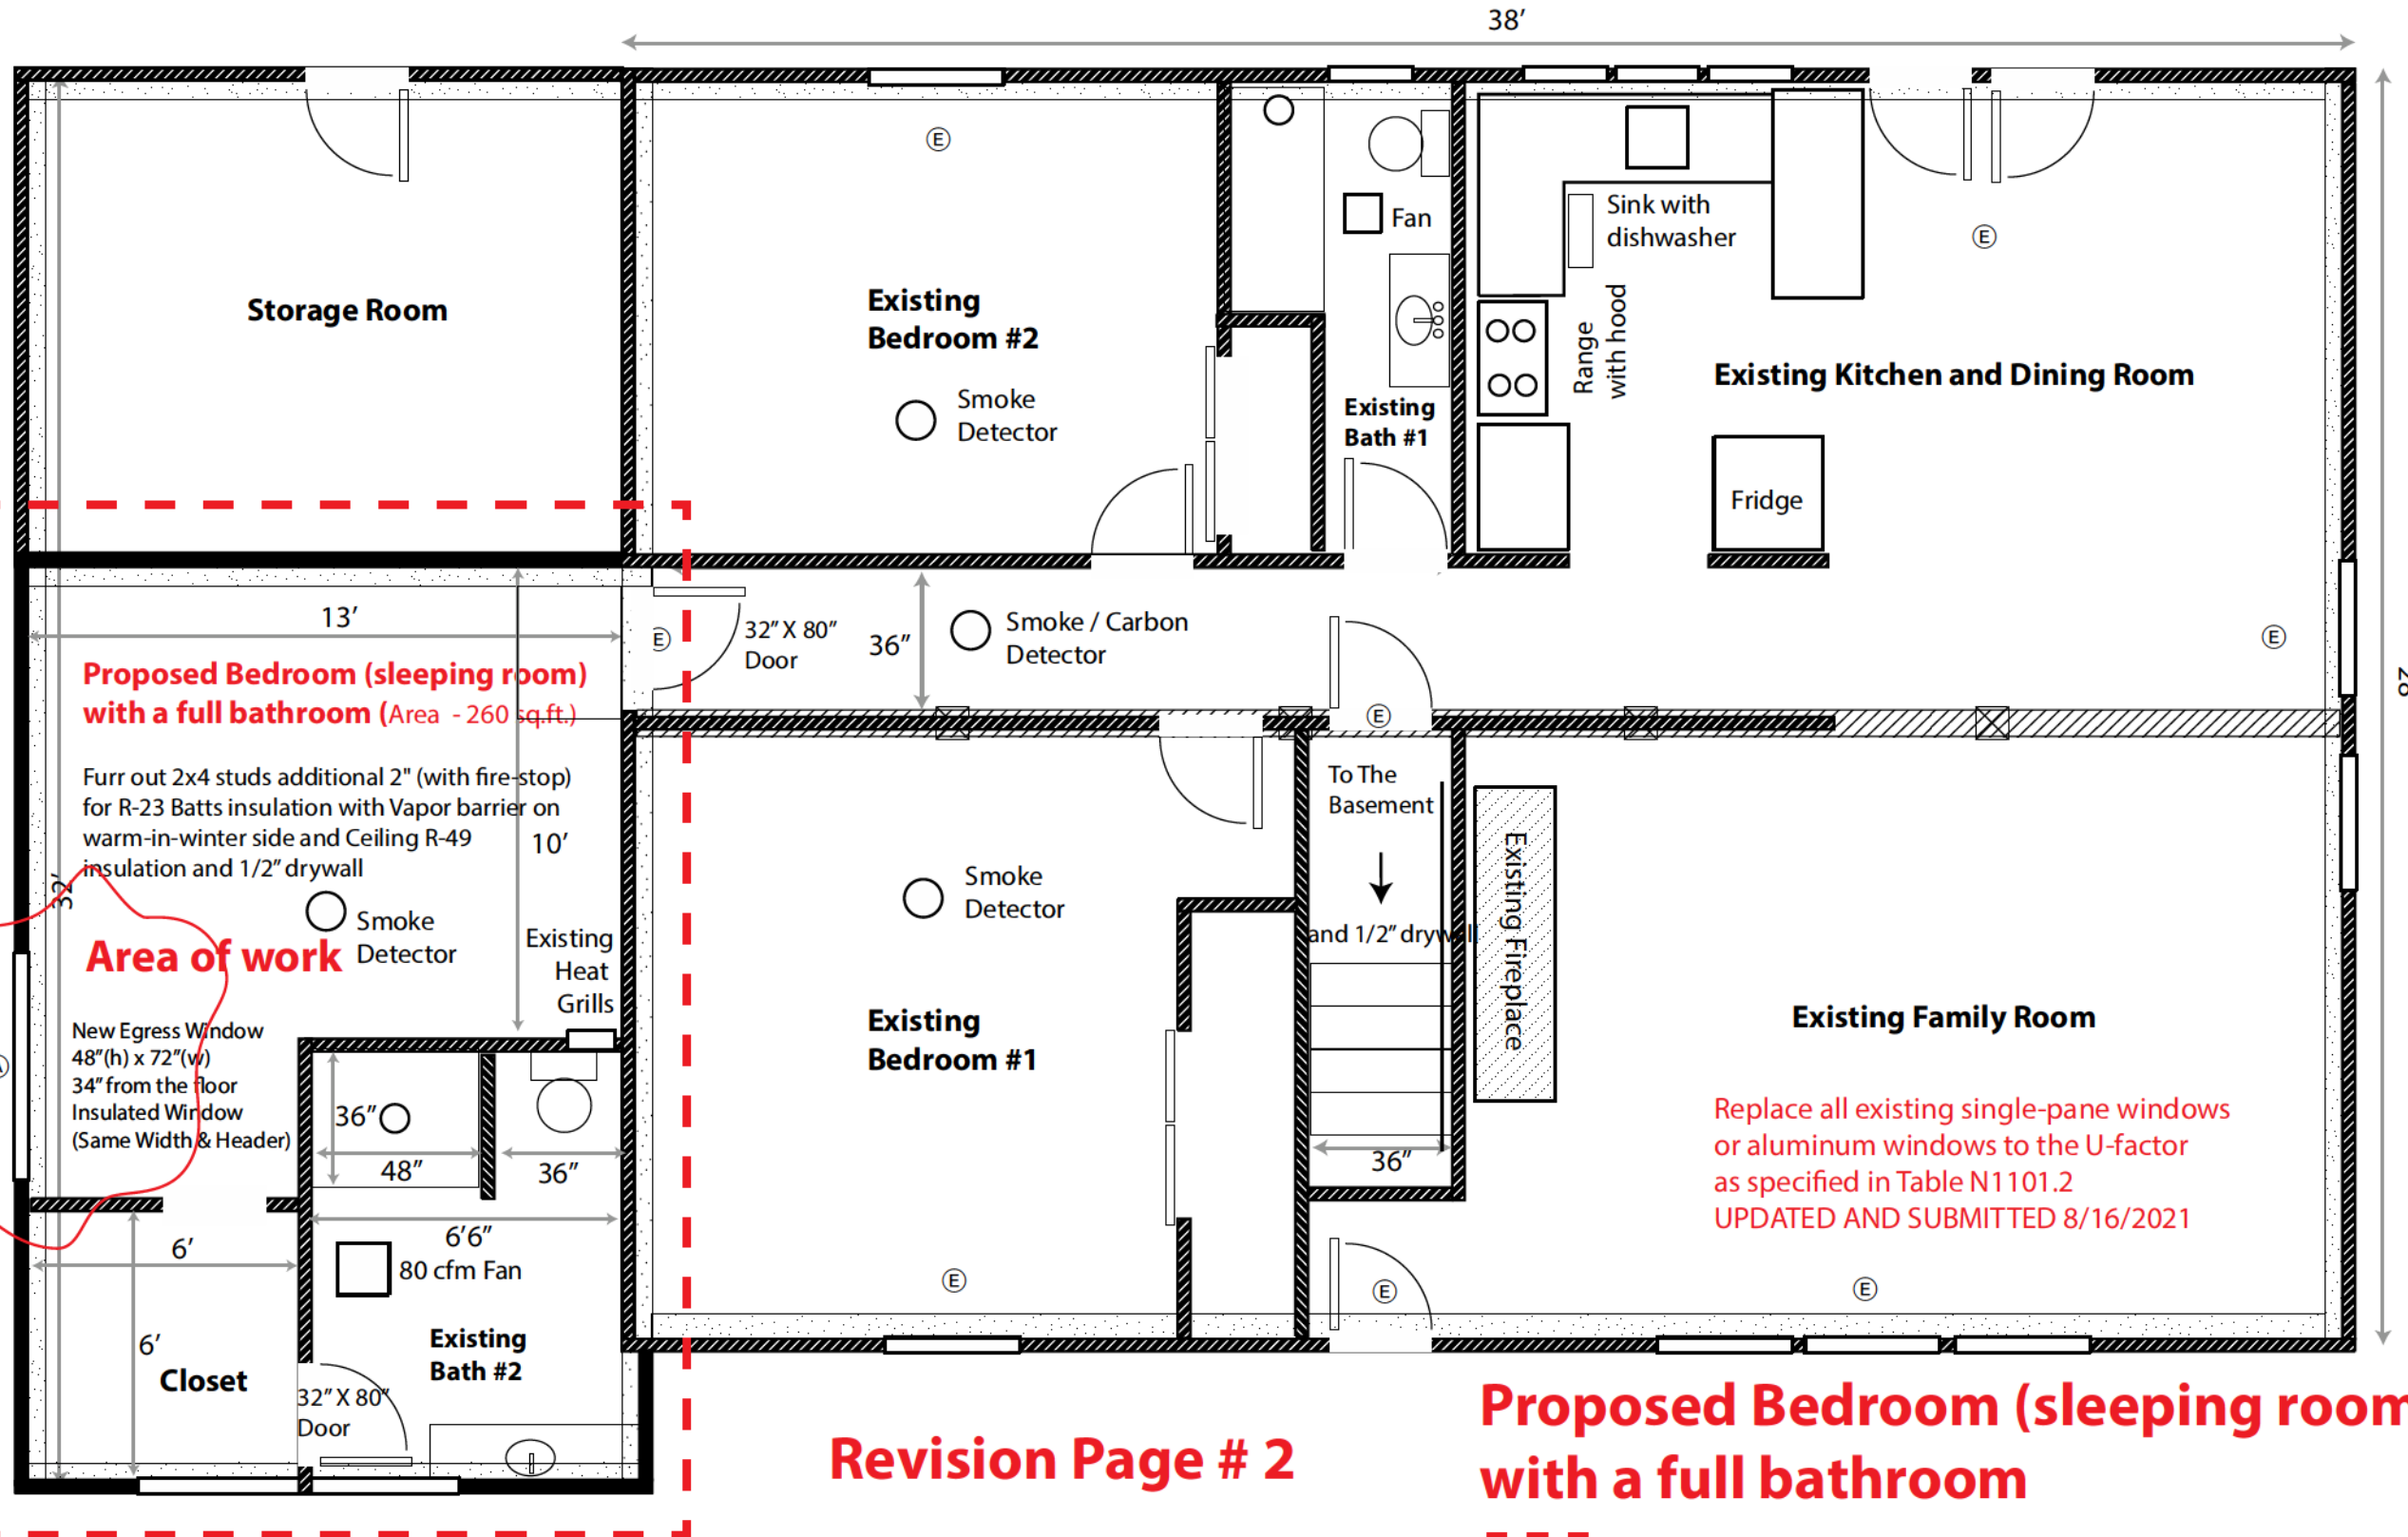 38’
Storage Room
Ⓔ
Existing
Bedroom #2
Smoke
Detector
Fan
Existing
Bath #1
Sink with
dishwasher
Range
with hood
Ⓔ
Existing Kitchen and Dining Room
Fridge
13’
Proposed Bedroom (sleeping room)
with a full bathroom (Area - 260 sq.ft.)
Furr out 2x4 studs additional 2" (with fire-stop)
for R-23 Batts insulation with Vapor barrier on
warm-in-winter side and Ceiling R-49
insulation and 1/2” drywall
32’
10’
Smoke
Detector
Area of work
Existing
Heat
Grills
New Egress Window
48”(h) x 72”(w)
34” from the floor
Insulated Window
(Same Width & Header)
Ⓔ
32” X 80”
Door
36”
Smoke / Carbon
Detector
Ⓔ
Ⓔ
28
To The
Basement
and 1/2” drywall
36”
Existing Fireplace
Smoke
Detector
Existing
Bedroom #1
Ⓔ
Ⓔ
Existing Family Room
Replace all existing single-pane windows
or aluminum windows to the U-factor
as specified in Table N1101.2
UPDATED AND SUBMITTED 8/16/2021
Ⓔ
36”
48”
36”
6’6”
80 cfm Fan
6’
6’
Closet
Existing
Bath #2
32” X 80”
Door
Revision Page # 2
Proposed Bedroom (sleeping room
with a full bathroom